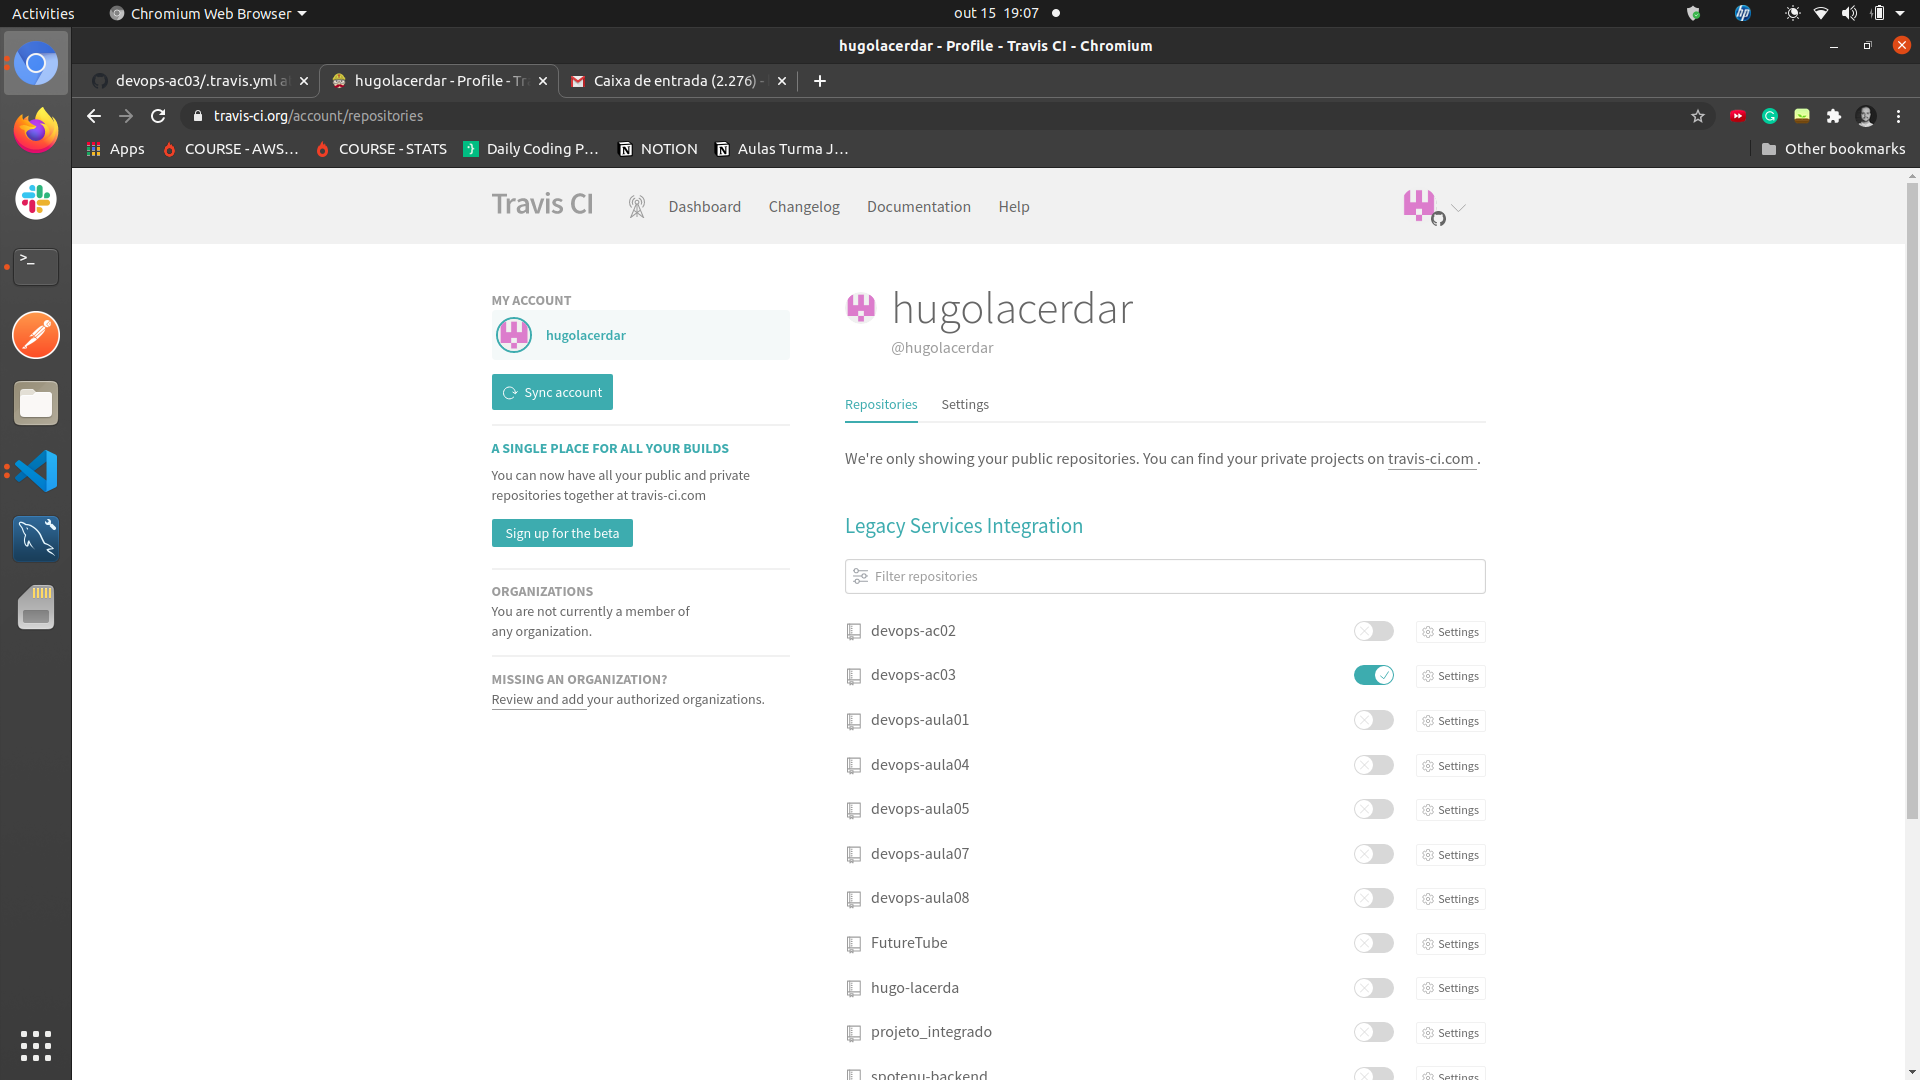 Activities
Chromium Web Browser
out 15 19:07
hugolacerdar - Profile - Travis CI - Chromium
devops-ac03/.travis.yml a
hugolacerdar - Profile - Tr
Caixa de entrada (2.276) -
travis-ci.org/account/repositories
Apps
COURSE - AWS...
COURSE - STATS
Daily Coding P...
NOTION
Aulas Turma J...
Other bookmarks
Travis CI
Dashboard
Changelog
Documentation
Help
MY ACCOUNT
hugolacerdar
Sync account
A SINGLE PLACE FOR ALL YOUR BUILDS
You can now have all your public and private
repositories together at travis-ci.com
Sign up for the beta
ORGANIZATIONS
You are not currently a member of
any organization.
MISSING AN ORGANIZATION?
Review and add your authorized organizations.
hugolacerdar
@hugolacerdar
Repositories
Settings
We're only showing your public repositories. You can find your private projects on travis-ci.com .
Legacy Services Integration
Filter repositories
devops-ac02
Settings
devops-ac03
Settings
devops-aula01
Settings
devops-aula04
Settings
devops-aula05
Settings
devops-aula07
Settings
devops-aula08
Settings
FutureTube
Settings
hugo-lacerda
Settings
projeto_integrado
Settings
spotenu-backend
Settings